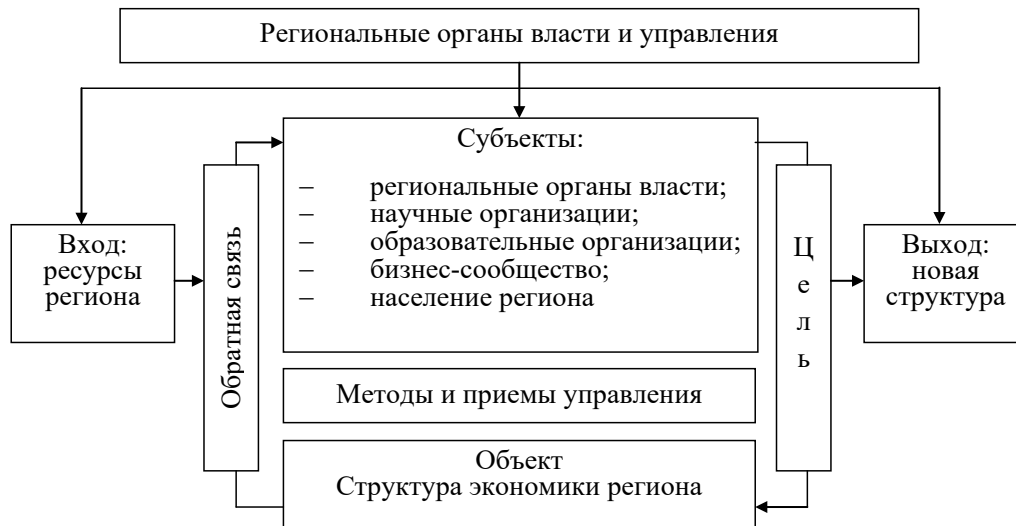 Региональные органы власти и управления
Субъекты:
– региональные органы власти;
– научные организации;
– образовательные организации;
– бизнес-сообщество;
– население региона
Вход:
ресурсы
региона
Обратная связь
Цель
Выход:
новая
структура
Методы и приемы управления
Объект
Структура экономики региона